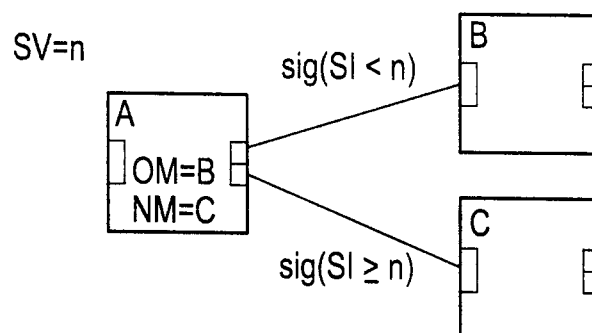 SV=n
A
OM=B
NM=C
sig(SI < n)
sig(SI ≥ n)
B
C